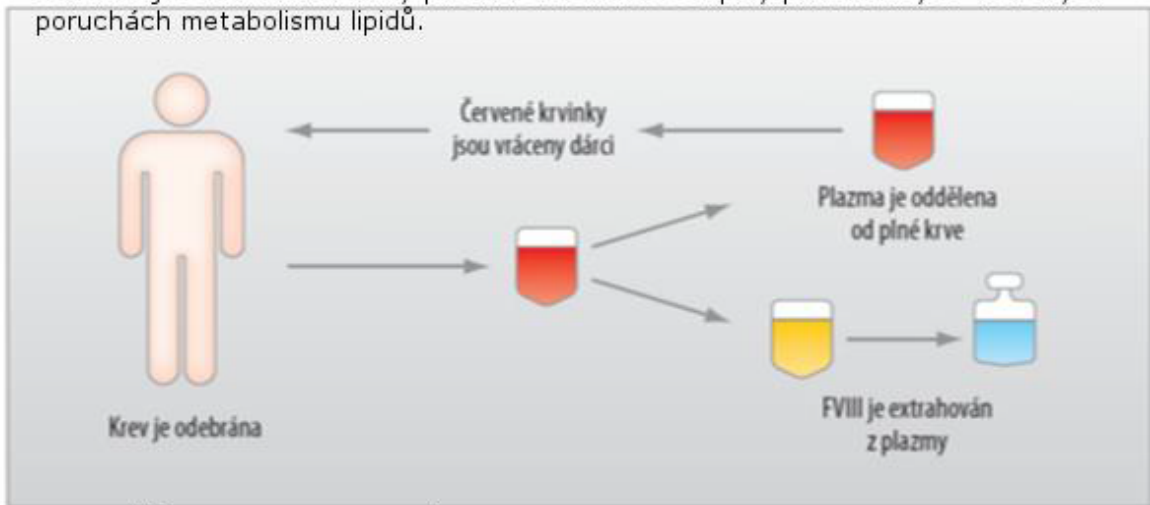 poruchách metabolismu lipidů.
Červené krvinky
jsou vráceny dárci
Plazma je oddělena
od plné krve
FVIII je extrahován
z plazmy
Krev je odebrána